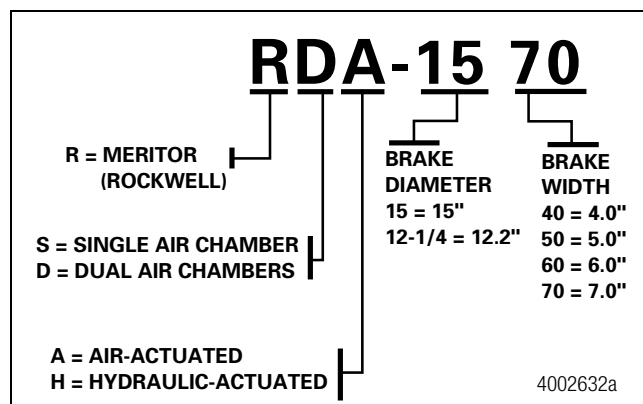 RDA-15 70
R = MERITOR
(ROCKWELL)
S = SINGLE AIR CHAMBER
D = DUAL AIR CHAMBERS
A = AIR-ACTUATED
H = HYDRAULIC-ACTUATED
BRAKE
DIAMETER
15 = 15"
12-1/4 = 12.2"
BRAKE
WIDTH
40 = 4.0"
50 = 5.0"
60 = 6.0"
70 = 7.0"
4002632a